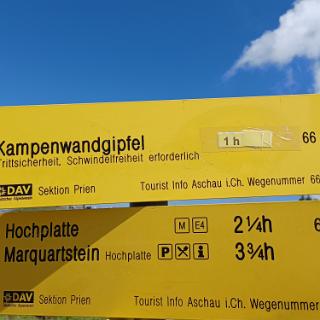 Kampenwandgipfel 1 h 66
Trittsicherheit, Schwindelfreiheit erforderlich
DAV Sektion Prien Tourist Info Aschau i.Ch. Wegenummer 66
Hochplatte M E4 2¼h 6
Marquartstein Hochplatte P i 3¾h
DAV Sektion Prien Tourist Info Aschau i.Ch. Wegenummer